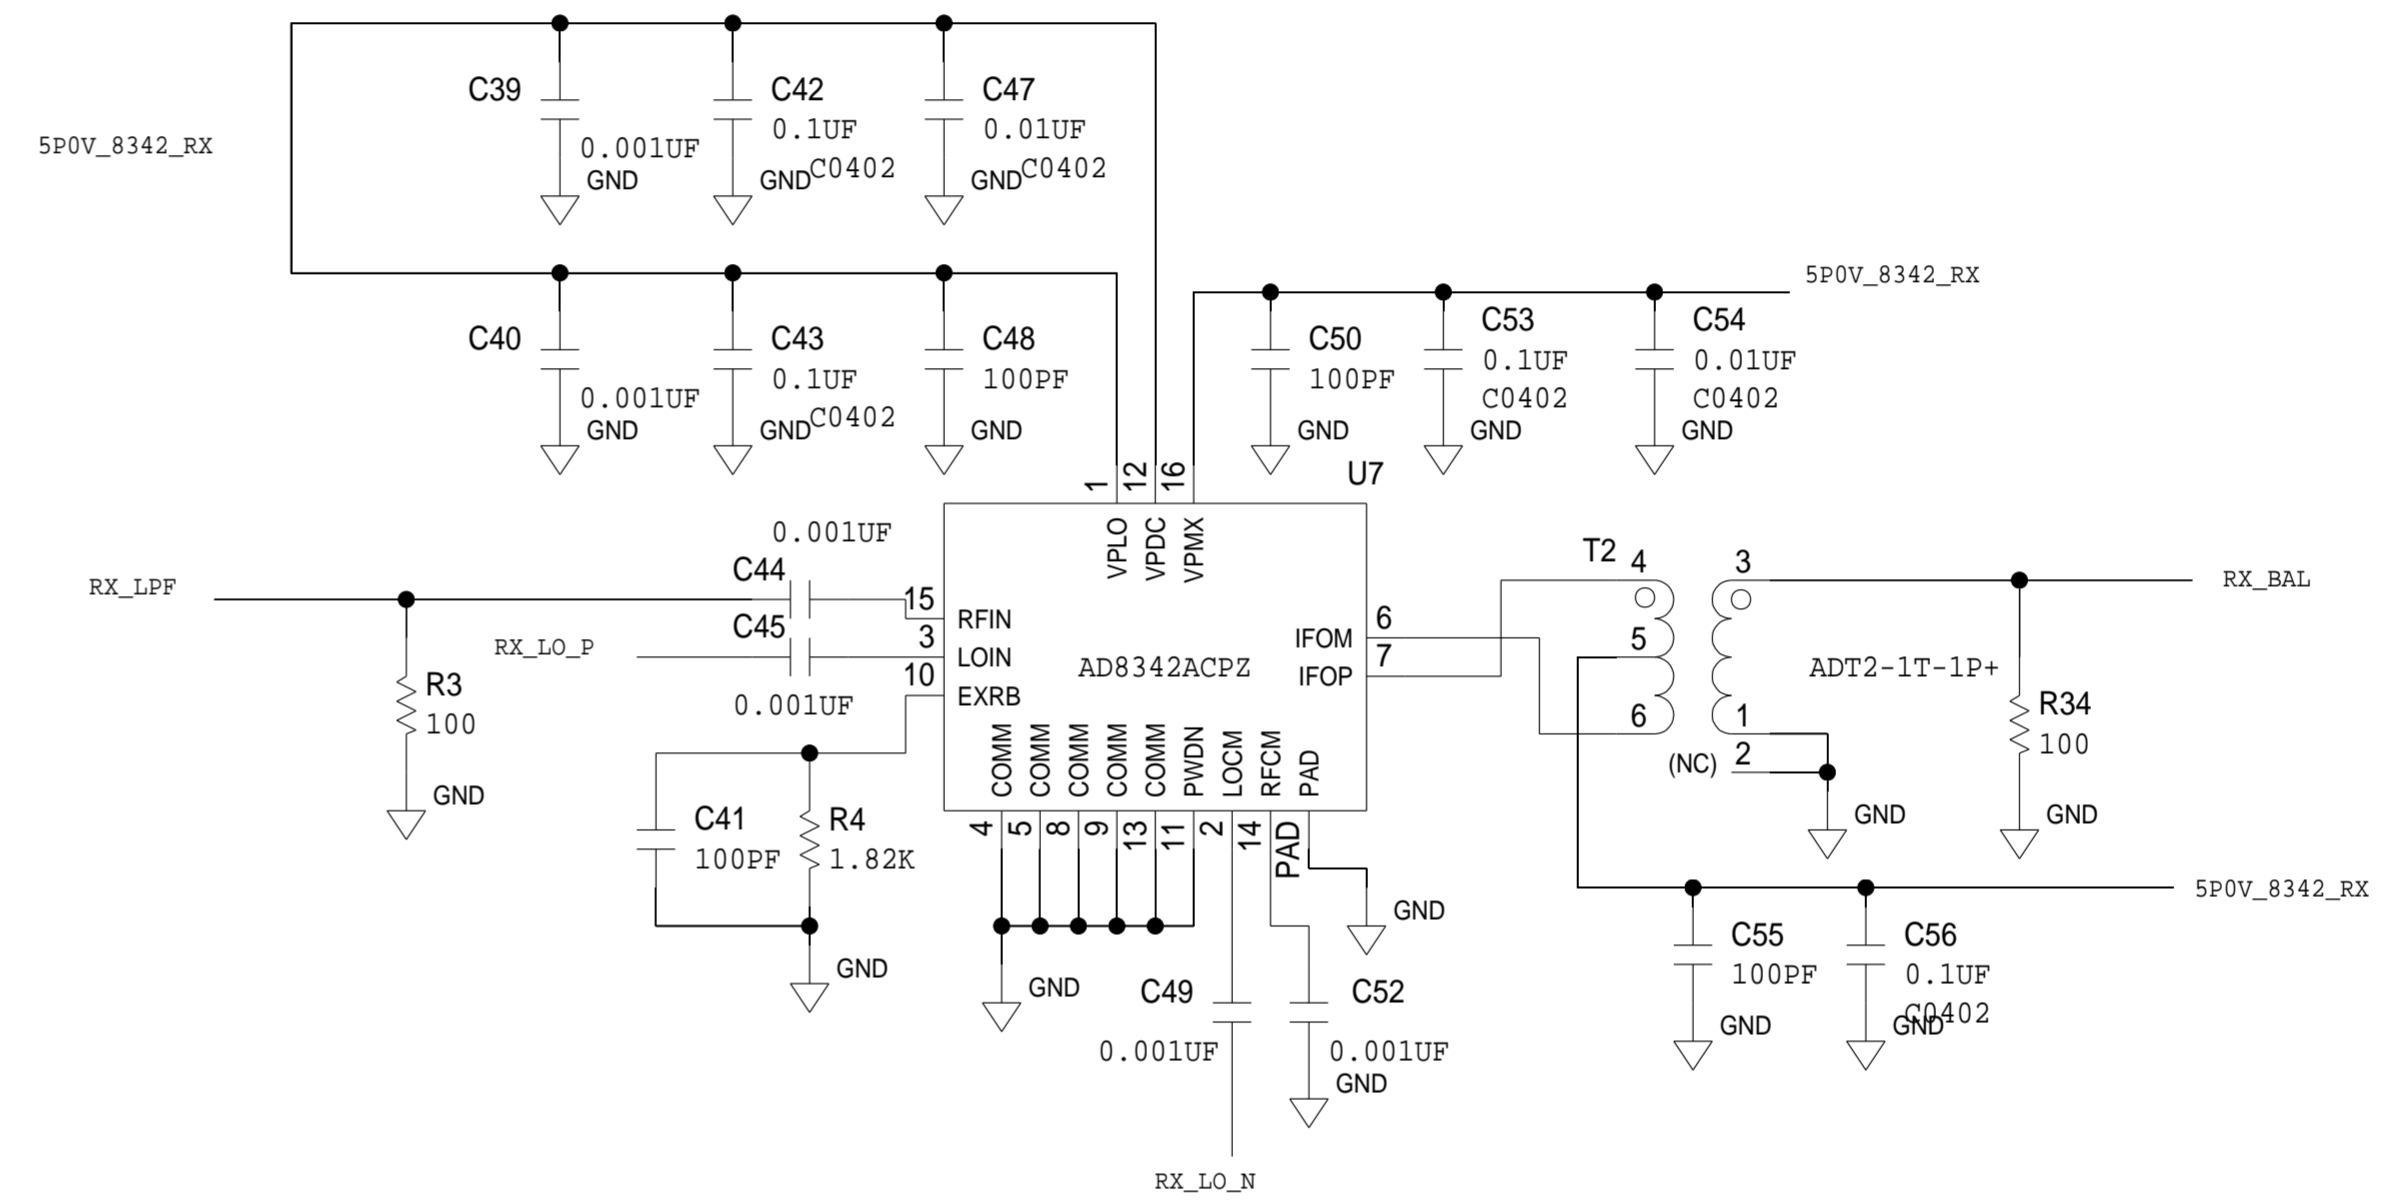 C39
0.001UF
GND
C42
0.1UF
C0402
GND
C47
0.01UF
C0402
GND
5P0V_8342_RX
C40
0.001UF
GND
C43
0.1UF
C0402
GND
C48
100PF
GND
5P0V_8342_RX
C50
100PF
GND
C53
0.1UF
C0402
GND
C54
0.01UF
C0402
GND
U7
1
12
16
VPLO
VPDC
VPMX
0.001UF
C44
RX_LPF
15
RFIN
C45
RX_LO_P
3
LOIN
0.001UF
10
EXRB
R3
100
GND
AD8342ACPZ
IFOM
6
IFOP
7
T2
4
5
6
3
1
2
(NC)
ADT2-1T-1P+
RX_BAL
R34
100
GND
GND
COMM
COMM
COMM
COMM
COMM
PWDN
LOCM
RFCM
PAD
4
5
8
9
13
11
2
14
PAD
C41
100PF
R4
1.82K
GND
GND
GND
C49
0.001UF
C52
0.001UF
GND
5P0V_8342_RX
C55
100PF
GND
C56
0.1UF
C0402
GND
RX_LO_N